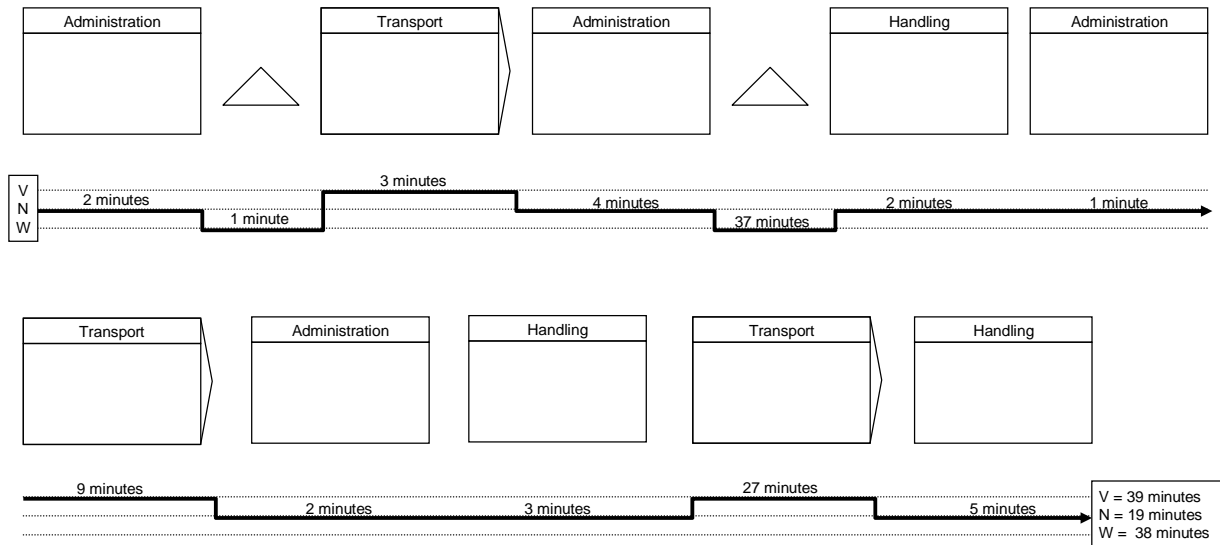 Administration
Transport
Administration
Handling
Administration
V
N
W
2 minutes
1 minute
3 minutes
4 minutes
37 minutes
2 minutes
1 minute
Transport
Administration
Handling
Transport
Handling
9 minutes
2 minutes
3 minutes
27 minutes
5 minutes
V = 39 minutes
N = 19 minutes
W = 38 minutes